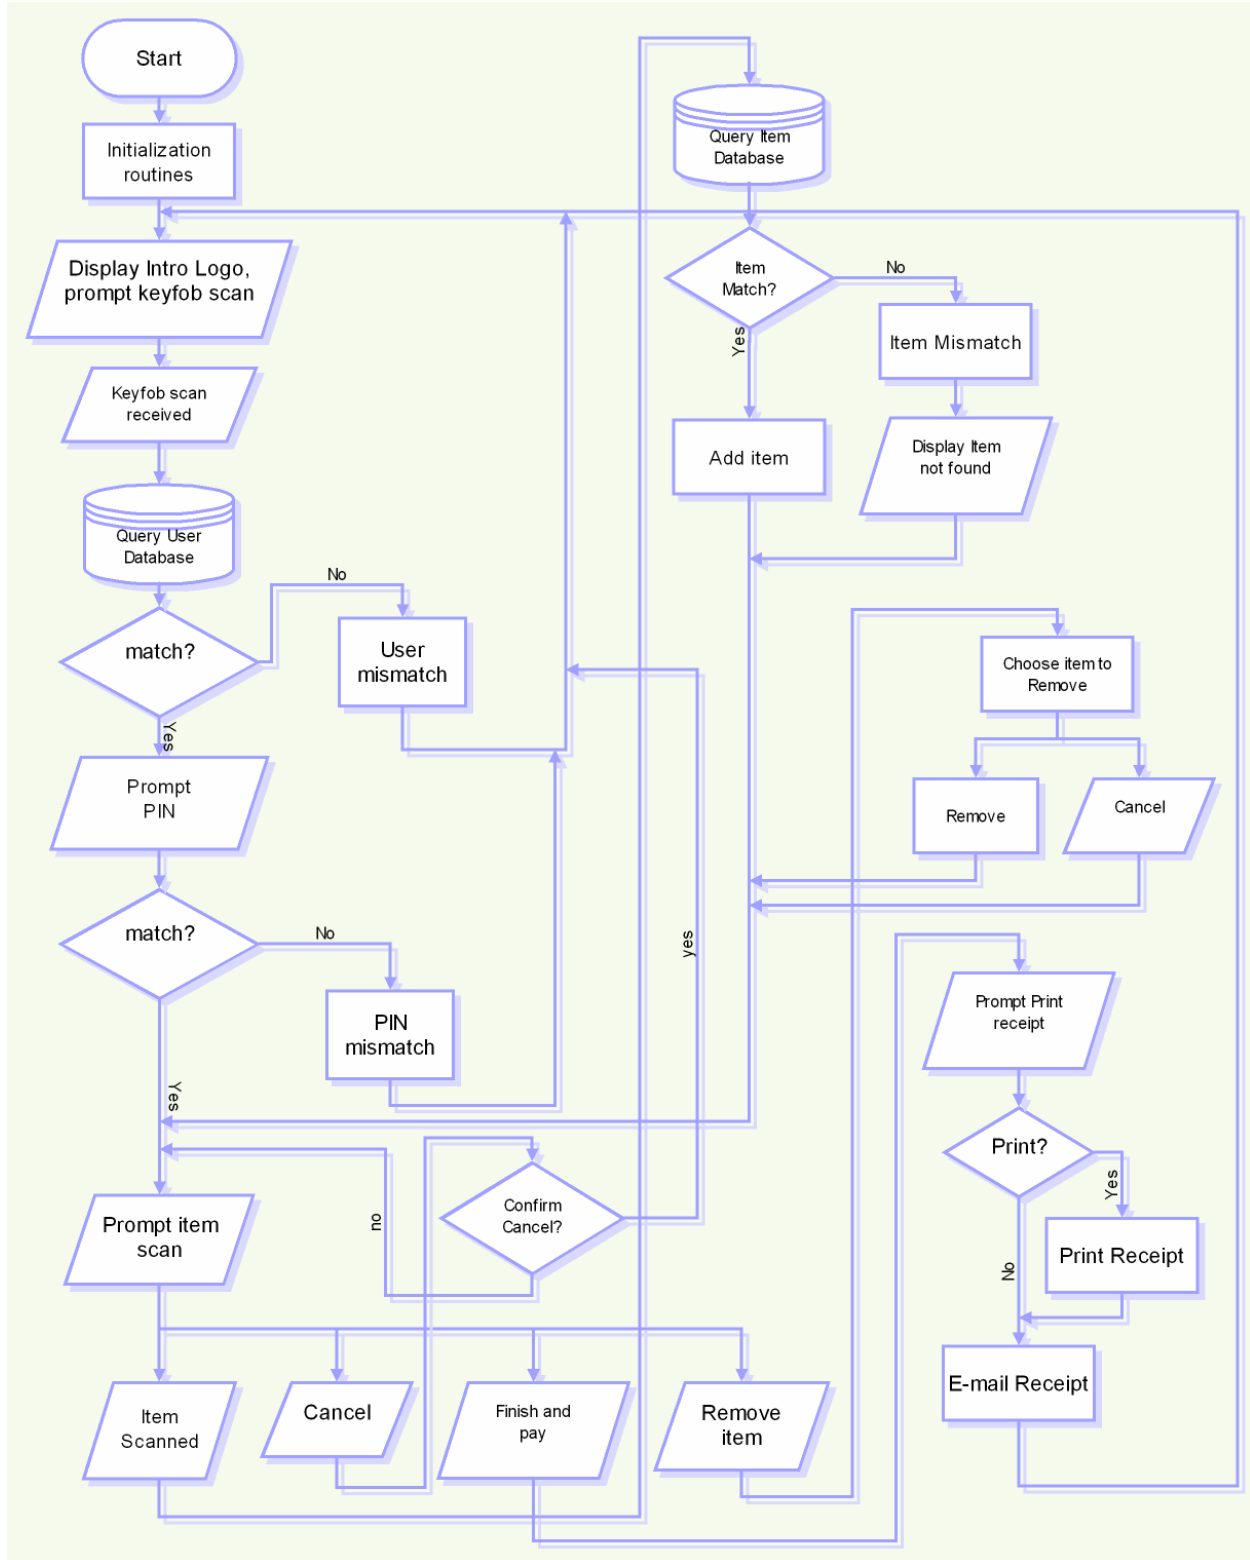 Start
Initialization
routines
Display Intro Logo,
prompt keyfob scan
Keyfob scan
received
Query User
Database
match?
No
User
mismatch
Yes
Prompt
PIN
match?
No
PIN
mismatch
Yes
Prompt item
scan
Item
Scanned
Cancel
Finish and
pay
Remove
item
Confirm
Cancel?
no
yes
Query Item
Database
Item
Match?
No
Yes
Item Mismatch
Display Item
not found
Add item
Choose item to
Remove
Remove
Cancel
Prompt Print
receipt
Print?
Yes
No
Print Receipt
E-mail Receipt